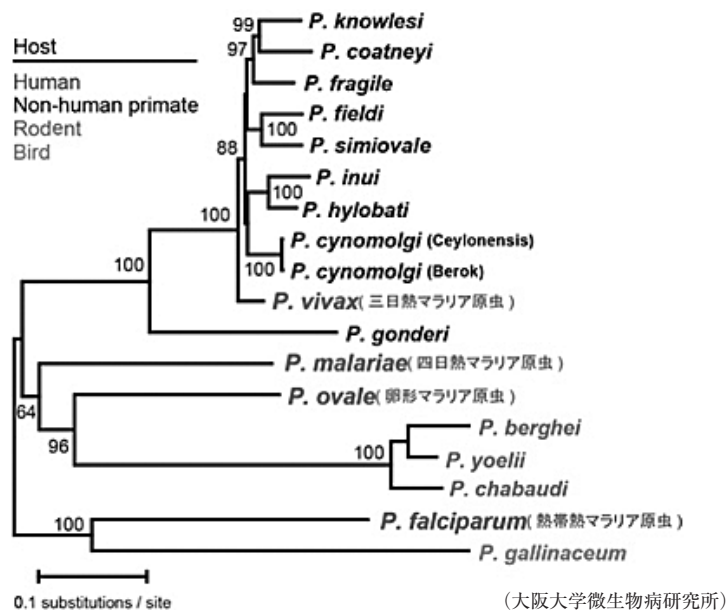 99
P. knowlesi
97
P. coatneyi
Host
P. fragile
Human
Non-human primate
P. fieldi
100
Rodent
P. simiovale
Bird
88
P. inui
100
P. hylobati
100
P. cynomolgi (Ceylonensis)
100
P. cynomolgi (Berok)
100
P. vivax(三日熱マラリア原虫)
P. gonderi
P. malariae(四日熱マラリア原虫)
P. ovale(卵形マラリア原虫)
64
P. berghei
96
100
P. yoelii
P. chabaudi
100
P. falciparum(熱帯熱マラリア原虫)
P. gallinaceum
0.1 substitutions / site
(大阪大学微生物病研究所)